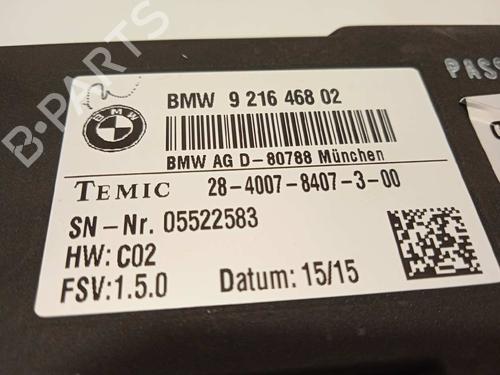 BMW 9 216 468 02
BMW
BMW AG D-80788 München
TEMIC 28-4007-8407-3-00
SN-Nr. 05522583
HW: C02
FSV:1.5.0 Datum: 15/15
PASS
B-PARTS